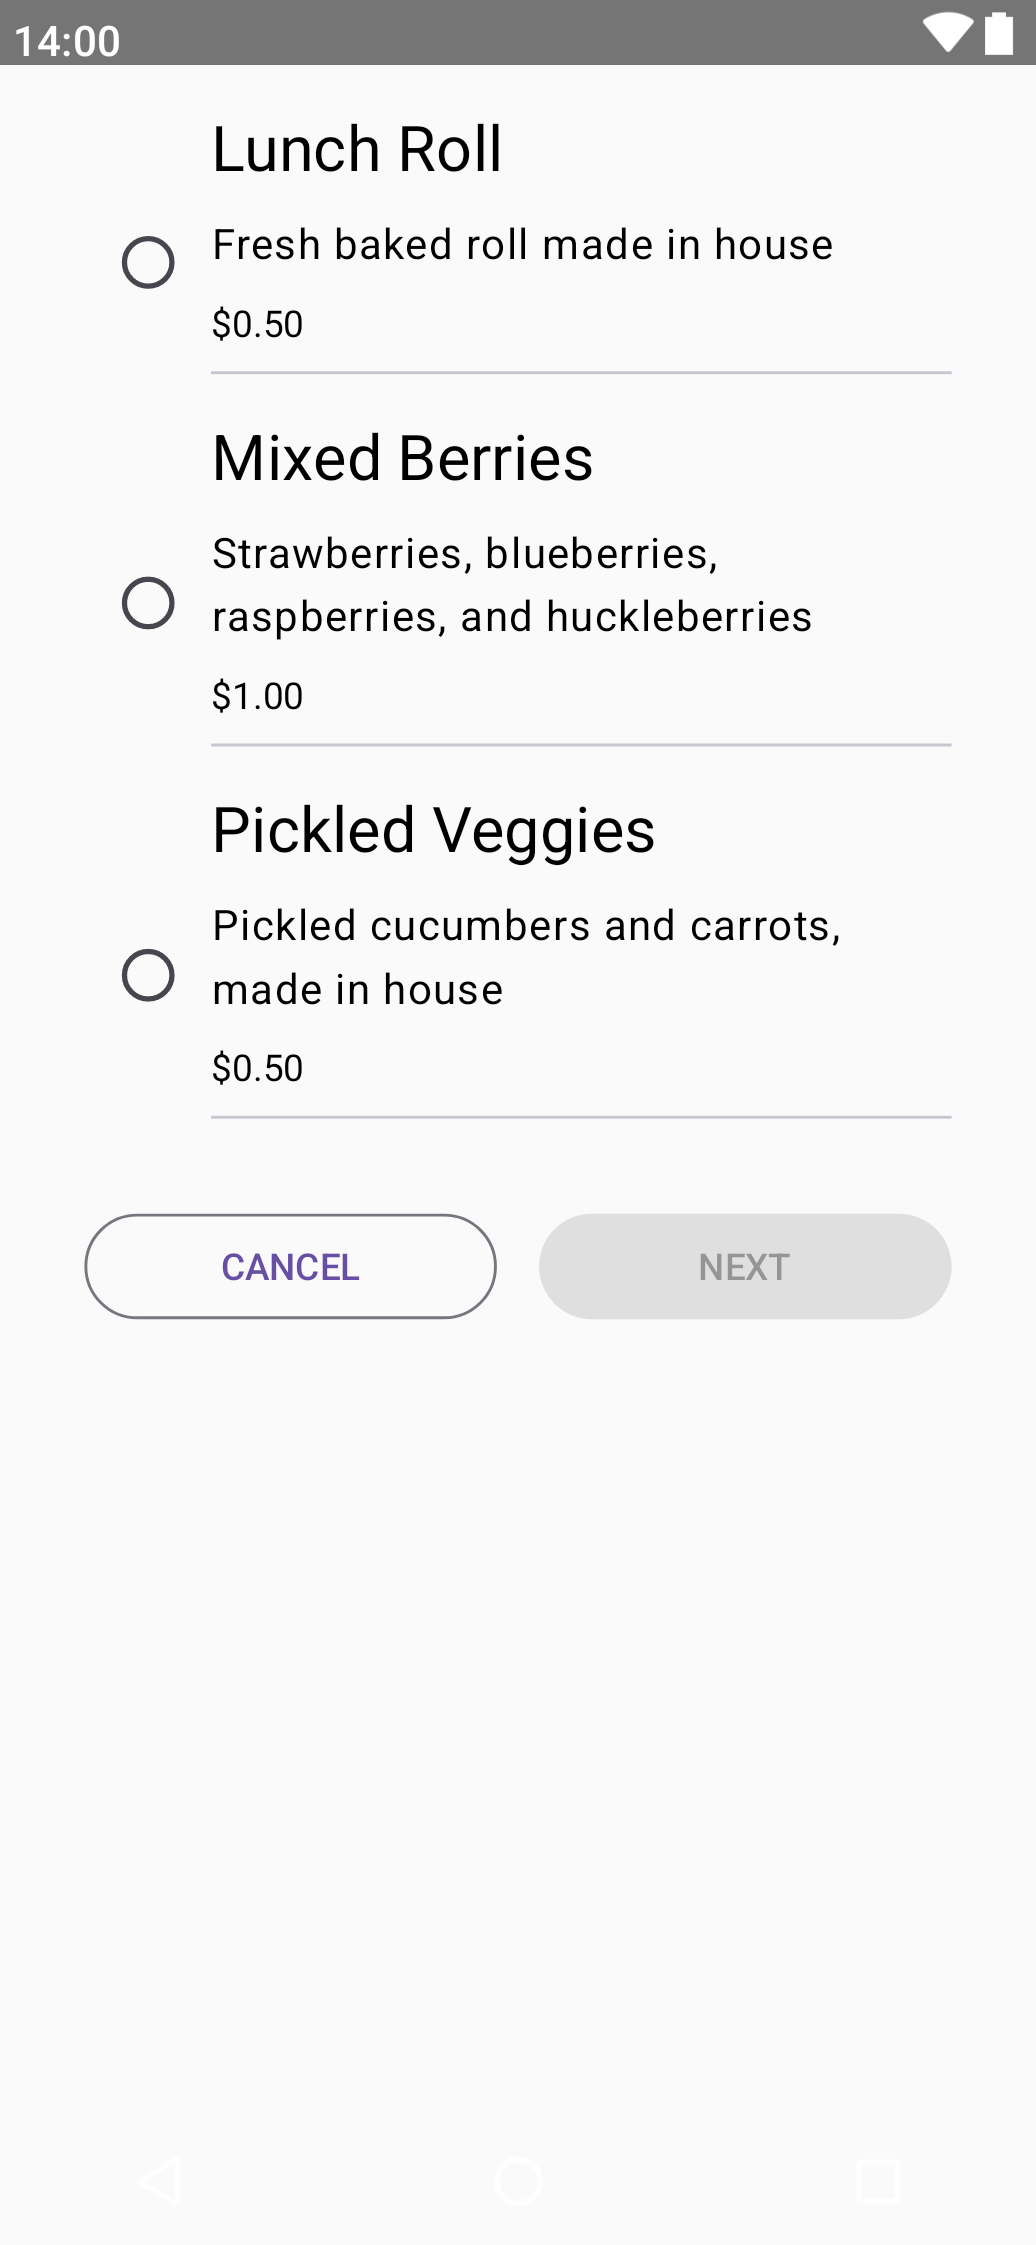 14:00
Lunch Roll
Fresh baked roll made in house
$0.50
Mixed Berries
Strawberries, blueberries,
raspberries, and huckleberries
$1.00
Pickled Veggies
Pickled cucumbers and carrots,
made in house
$0.50
CANCEL
NEXT